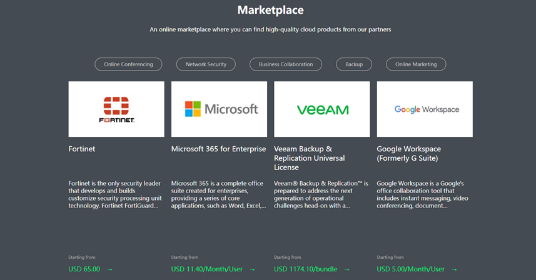 Marketplace
An online marketplace where you can find high-quality cloud products from our partners
Online Conferencing
Network Security
Business Collaboration
Backup
Online Marketing
FORTINET
Microsoft
VEEAM
Google Workspace
Fortinet
Fortinet is the only security leader
that develops and builds
customize security processing unit
technology. Fortinet FortiGuard...
Starting from
USD 65.00 →
Microsoft 365 for Enterprise
Microsoft 365 is a complete office
suite created for enterprises,
providing a series of core
applications, such as Word, Excel,...
Starting from
USD 11.40/Month/User →
Veeam Backup &
Replication Universal
License
Veeam® Backup & Replication™ is
prepared to address the next
generation of operational
challenges head-on with a...
Starting from
USD 1174.10/bundle →
Google Workspace
(Formerly G Suite)
Google Workspace is a Google's
office collaboration tool that
includes instant messaging, video
conferencing, document...
Starting from
USD 5.00/Month/User →